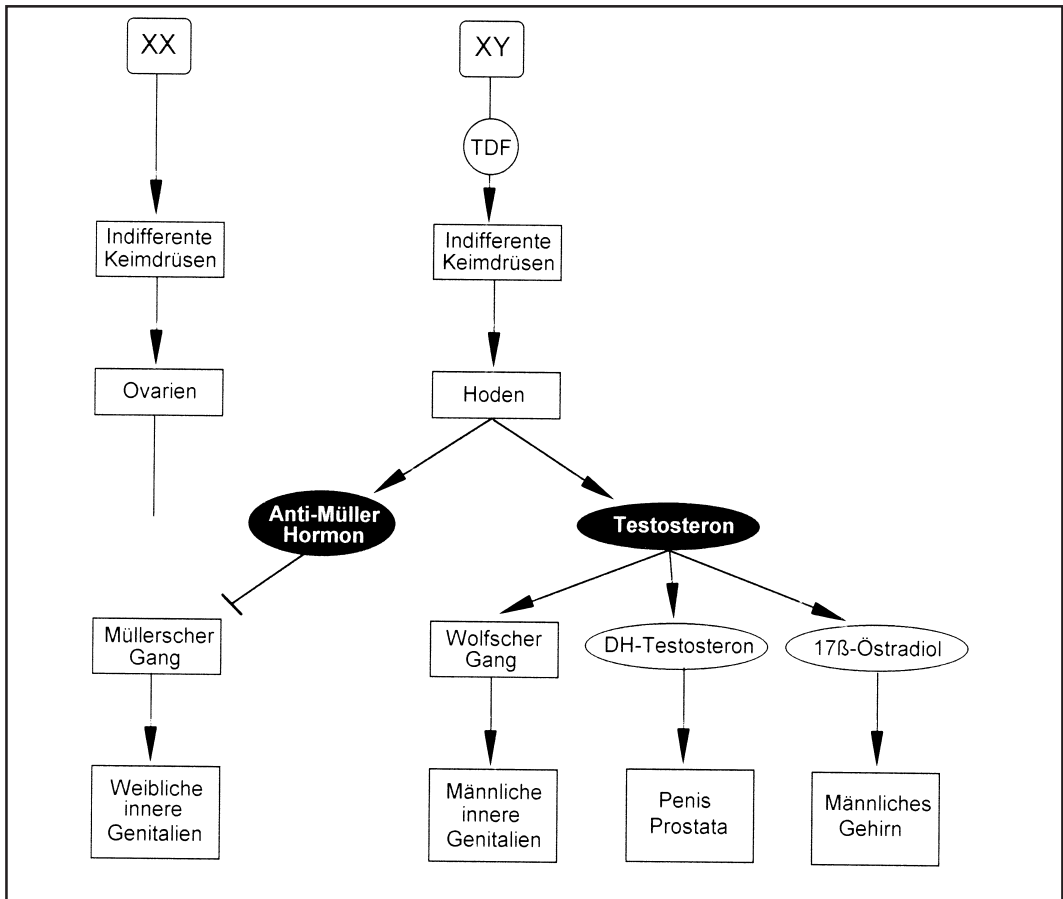 XX
XY
TDF
Indifferente
Keimdrüsen
Indifferente
Keimdrüsen
Ovarien
Hoden
Anti-Müller
Hormon
Testosteron
Müllerscher
Gang
Wolfscher
Gang
DH-Testosteron
17ß-Östradiol
Weibliche
innere
Genitalien
Männliche
innere
Genitalien
Penis
Prostata
Männliches
Gehirn